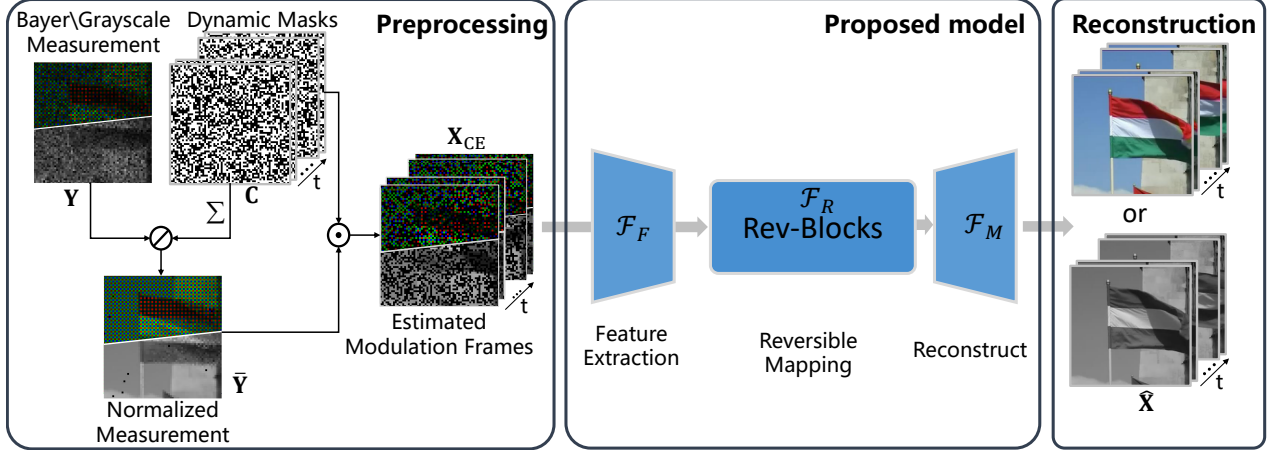 Bayer\Grayscale
Measurement
Dynamic Masks
Preprocessing
t
Y
Σ
C
X_CE
t
Estimated
Modulation Frames
Ȳ
Normalized
Measurement
Proposed model
ℱ_F
ℱ_R
Rev-Blocks
ℱ_M
Feature
Extraction
Reversible
Mapping
Reconstruct
Reconstruction
t
or
t
X̂